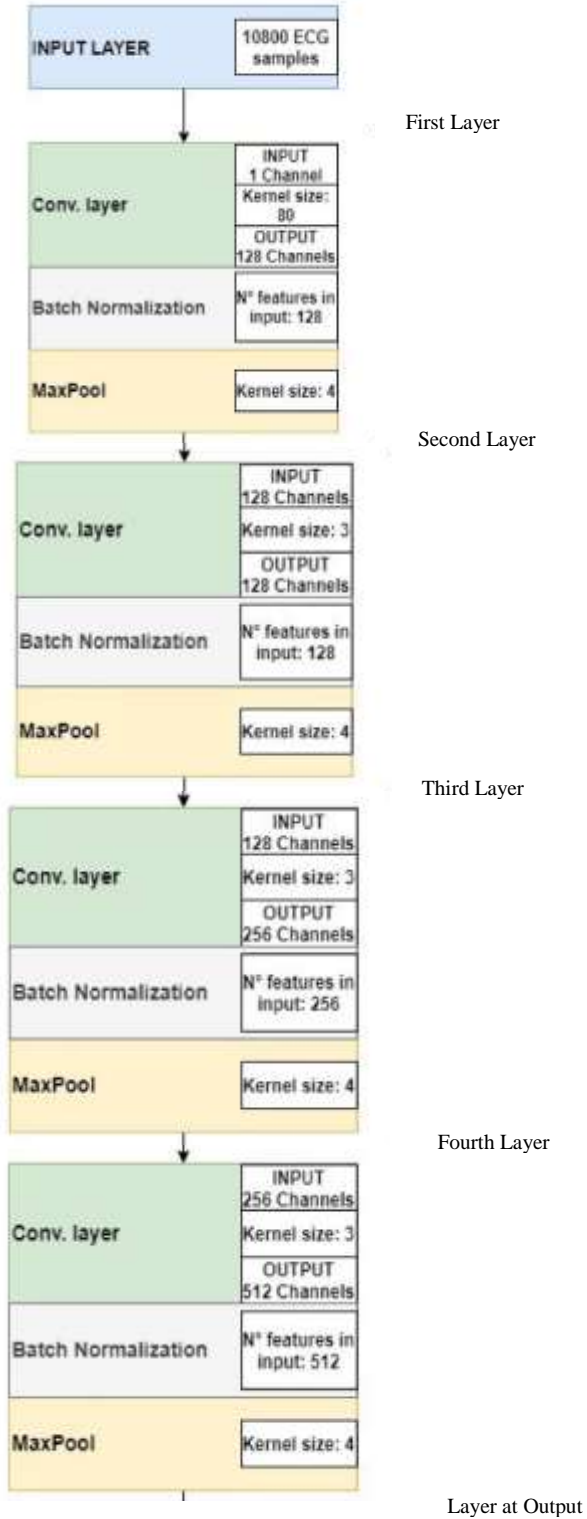 INPUT LAYER
10800 ECG
samples
First Layer
Conv. layer
INPUT
1 Channel
Kernel size:
80
OUTPUT
128 Channels
Batch Normalization
N° features in
input: 128
MaxPool
Kernel size: 4
Second Layer
Conv. layer
INPUT
128 Channels
Kernel size: 3
OUTPUT
128 Channels
Batch Normalization
N° features in
input: 128
MaxPool
Kernel size: 4
Third Layer
Conv. layer
INPUT
128 Channels
Kernel size: 3
OUTPUT
256 Channels
Batch Normalization
N° features in
input: 256
MaxPool
Kernel size: 4
Fourth Layer
Conv. layer
INPUT
256 Channels
Kernel size: 3
OUTPUT
512 Channels
Batch Normalization
N° features in
input: 512
MaxPool
Kernel size: 4
Layer at Output